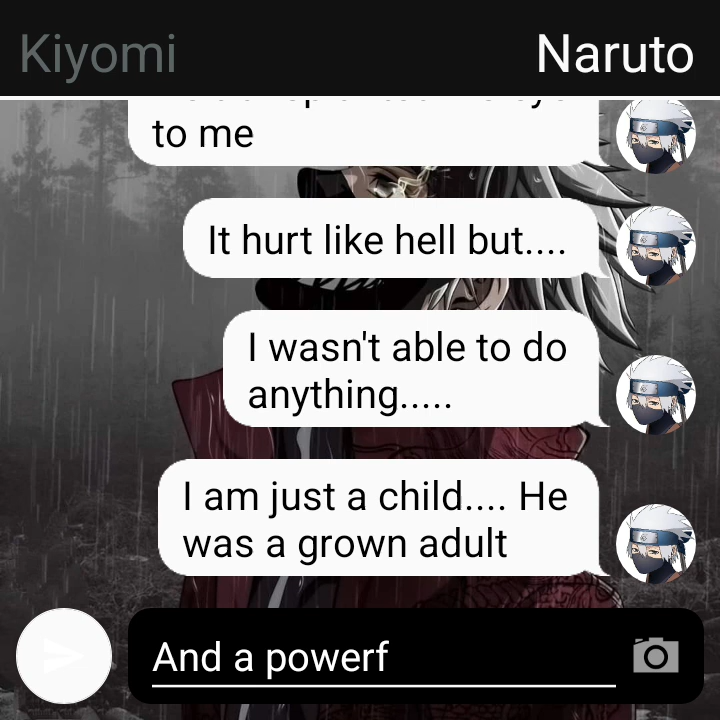 Kiyomi Naruto
to me
It hurt like hell but....
I wasn't able to do
anything.....
I am just a child.... He
was a grown adult
And a powerf